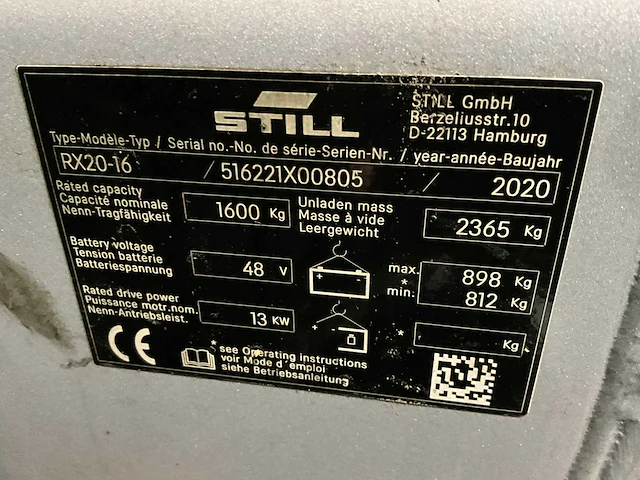 STILL
STILL GmbH
Berzeliusstr.10
D-22113 Hamburg
Type-Modèle-Typ / Serial no.-No. de série-Serien-Nr. / year-année-Baujahr
RX20-16 / 516221X00805 / 2020
Rated capacity
Capacité nominale
Nenn-Tragfähigkeit
1600 Kg
Unladen mass
Masse à vide
Leergewicht
2365 Kg
Battery voltage
Tension batterie
Batteriespannung
48 V
+ -
max. 898 Kg
*
min. 812 Kg
Rated drive power
Puissance motr.nom.
Nenn-Antriebsleist.
13 KW
+ -
* Kg
CE
*see Operating instructions
voir Mode d'emploi
siehe Betriebsanleitung